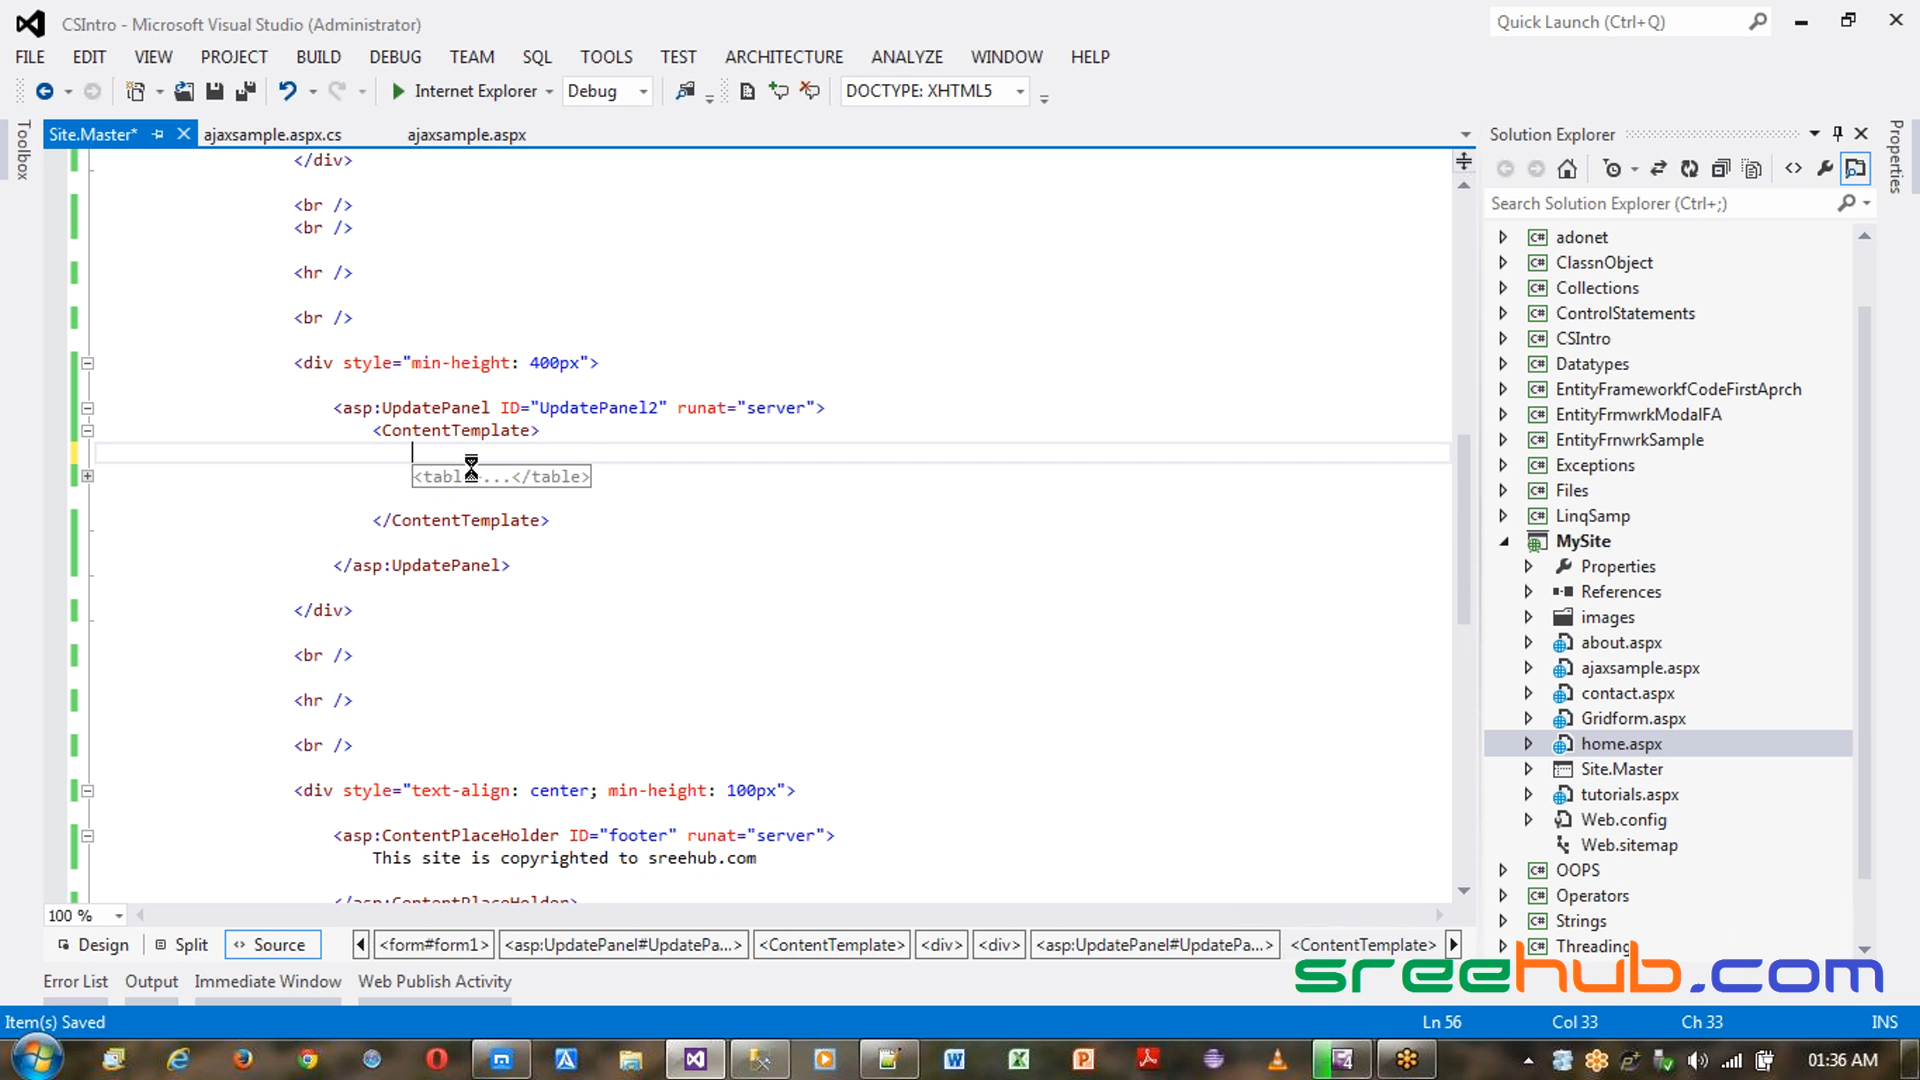 CSIntro - Microsoft Visual Studio (Administrator)
Quick Launch (Ctrl+Q)
FILE EDIT VIEW PROJECT BUILD DEBUG TEAM SQL TOOLS TEST ARCHITECTURE ANALYZE WINDOW HELP
Internet Explorer Debug DOCTYPE: XHTML5
Toolbox
Site.Master* ajaxsample.aspx.cs ajaxsample.aspx
</div>
<br />
<br />
<hr />
<br />
<div style="min-height: 400px">
<asp:UpdatePanel ID="UpdatePanel2" runat="server">
<ContentTemplate>
...</table>
</ContentTemplate>
</asp:UpdatePanel>
</div>
<br />
<hr />
<br />
<div style="text-align: center; min-height: 100px">
<asp:ContentPlaceHolder ID="footer" runat="server">
This site is copyrighted to sreehub.com
</asp:ContentPlaceHolder>
100 %
Design Split Source
<form#form1> <asp:UpdatePanel#UpdatePa...> <ContentTemplate> <div> <div> <asp:UpdatePanel#UpdatePa...> <ContentTemplate>
Error List Output Immediate Window Web Publish Activity
Solution Explorer
Search Solution Explorer (Ctrl+;)
C# adonet
C# ClassnObject
C# Collections
C# ControlStatements
C# CSIntro
C# Datatypes
C# EntityFrameworkfCodeFirstAprch
C# EntityFrmwrkModalFA
C# EntityFrnwrkSample
C# Exceptions
C# Files
C# LinqSamp
MySite
Properties
References
images
about.aspx
ajaxsample.aspx
contact.aspx
Gridform.aspx
home.aspx
Site.Master
tutorials.aspx
Web.config
Web.sitemap
C# OOPS
C# Operators
C# Strings
C# Threading
Properties
sreehub.com
Item(s) Saved Ln 56 Col 33 Ch 33 INS
01:36 AM